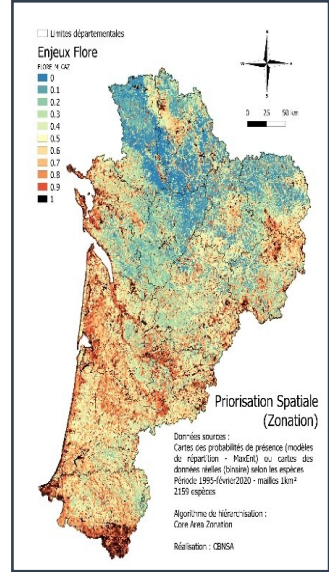 Limites départementales
Enjeux Flore
FLORE_N_CAZ
0
0.1
0.2
0.3
0.4
0.5
0.6
0.7
0.8
0.9
1
N
0 25 50 km
Priorisation Spatiale
(Zonation)
Données sources :
Cartes des probabilités de présence (modèles
de répartition - MaxEnt) ou cartes des
données réelles (binaire) selon les espèces
Période 1995-février2020 - mailles 1km²
2159 espèces
Algorithme de hiérarchisation :
Core Area Zonation
Réalisation : CBNSA